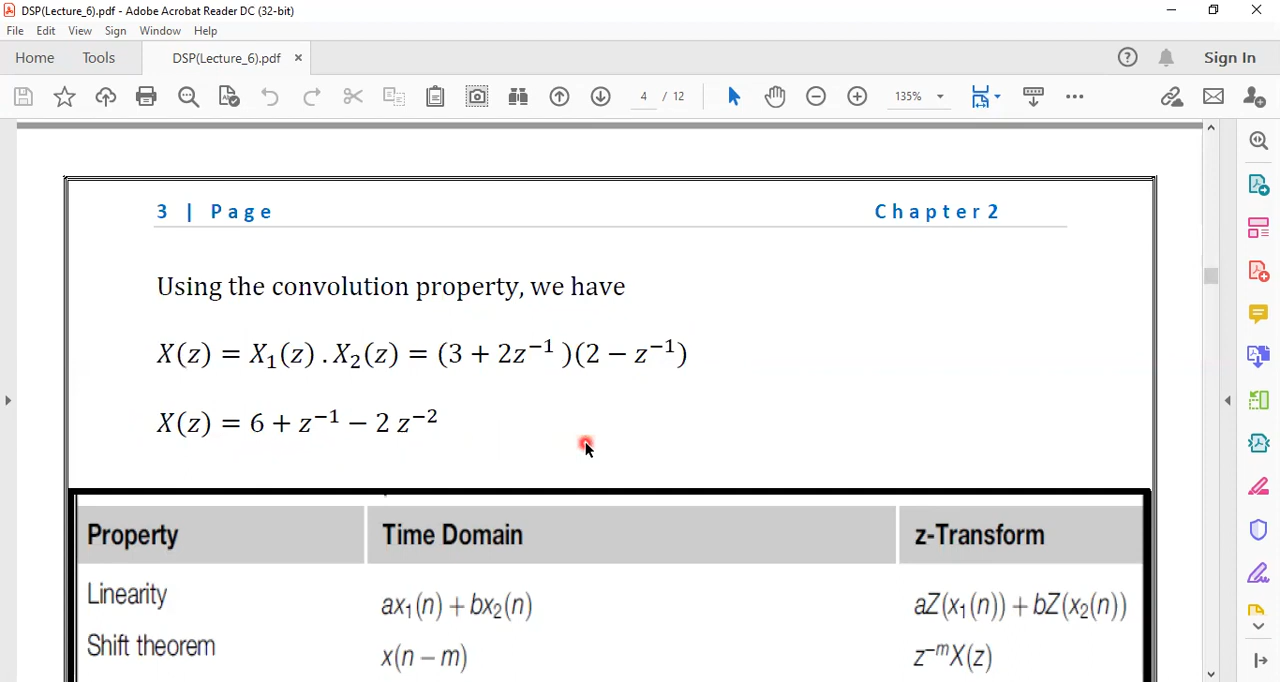 DSP(Lecture_6).pdf - Adobe Acrobat Reader DC (32-bit)
File Edit View Sign Window Help
Home Tools DSP(Lecture_6).pdf × Sign In
4 / 12 135%
3 | Page Chapter2
Using the convolution property, we have
X(z) = X₁(z) . X₂(z) = (3 + 2z⁻¹ )(2 − z⁻¹)
X(z) = 6 + z⁻¹ − 2 z⁻²
Property Time Domain z-Transform
Linearity ax₁(n) + bx₂(n) aZ(x₁(n)) + bZ(x₂(n))
Shift theorem x(n − m) z⁻ᵐX(z)